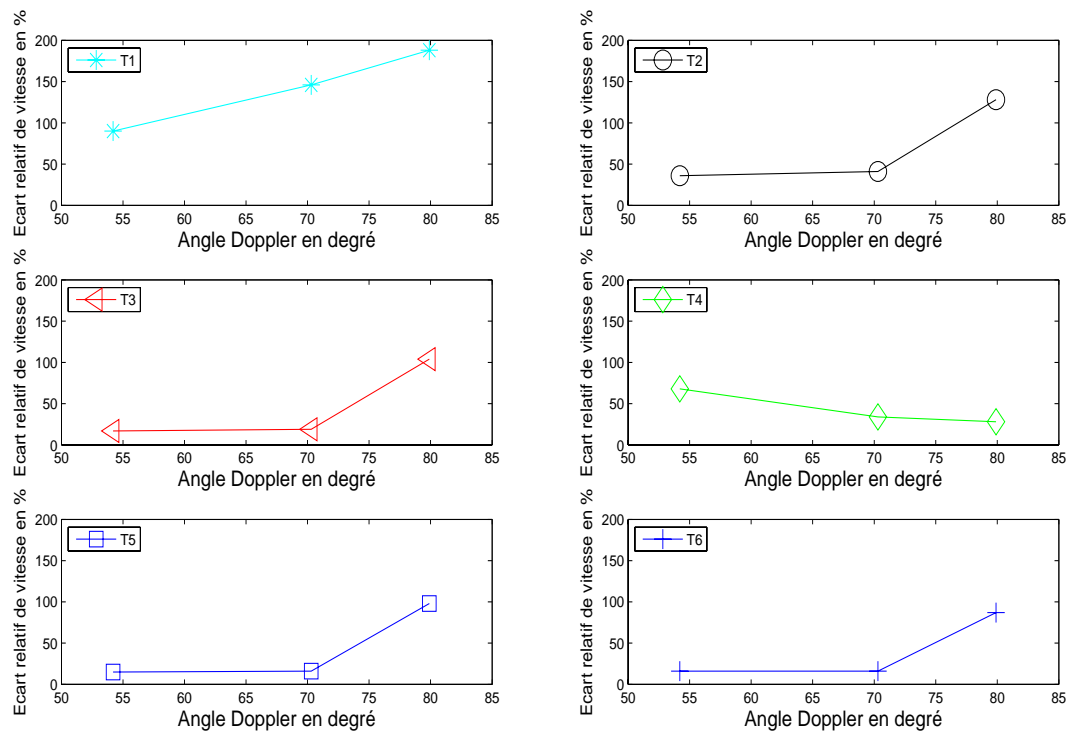 Ecart relatif de vitesse en %
200
150
100
50
0
T1
50 55 60 65 70 75 80 85
Angle Doppler en degré
Ecart relatif de vitesse en %
200
150
100
50
0
T2
50 55 60 65 70 75 80 85
Angle Doppler en degré
Ecart relatif de vitesse en %
200
150
100
50
0
T3
50 55 60 65 70 75 80 85
Angle Doppler en degré
Ecart relatif de vitesse en %
200
150
100
50
0
T4
50 55 60 65 70 75 80 85
Angle Doppler en degré
Ecart relatif de vitesse en %
200
150
100
50
0
T5
50 55 60 65 70 75 80 85
Angle Doppler en degré
Ecart relatif de vitesse en %
200
150
100
50
0
T6
50 55 60 65 70 75 80 85
Angle Doppler en degré